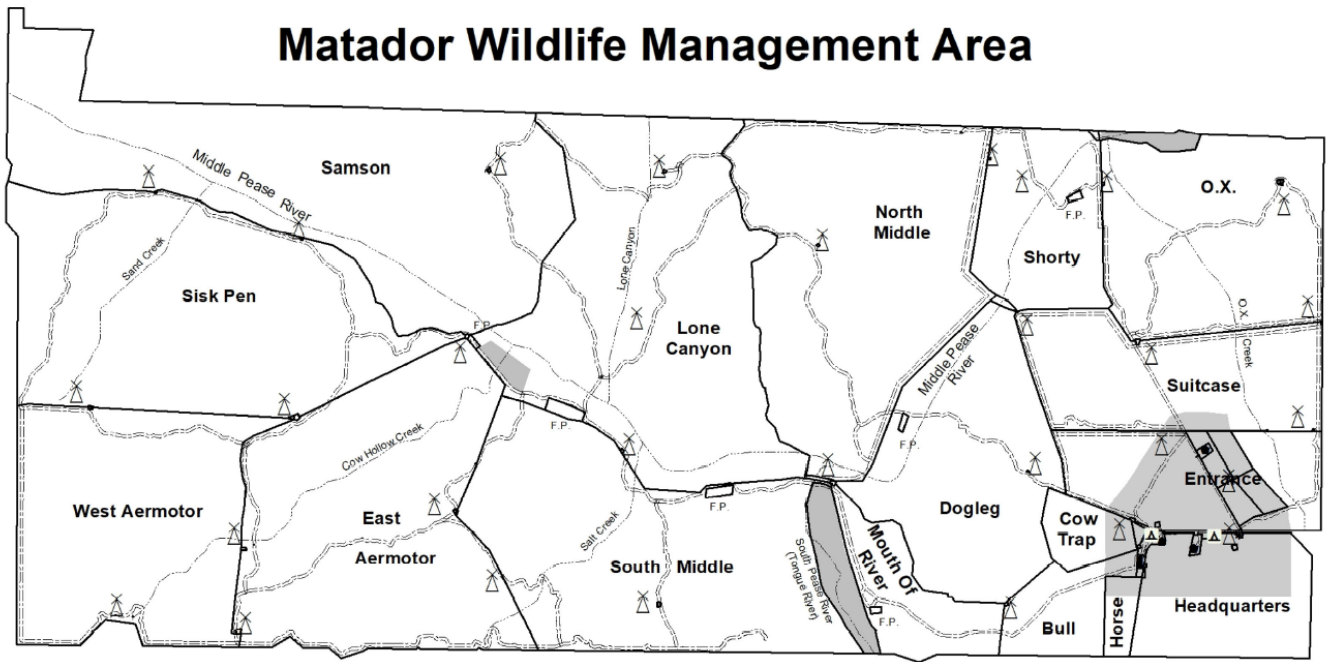 Matador Wildlife Management Area
Samson
Middle Pease River
Sand Creek
Sisk Pen
F.P.
Lone Canyon
Lone
Canyon
North
Middle
F.P.
Shorty
O.X.
O.X. Creek
Middle Pease
River
Suitcase
F.P.
F.P.
Cow Hollow Creek
West Aermotor
East
Aermotor
Salt Creek
South Middle
F.P.
South Pease River
(Tongue River)
Mouth Of
River
F.P.
Dogleg
Cow
Trap
Entrance
Bull
Horse
Headquarters